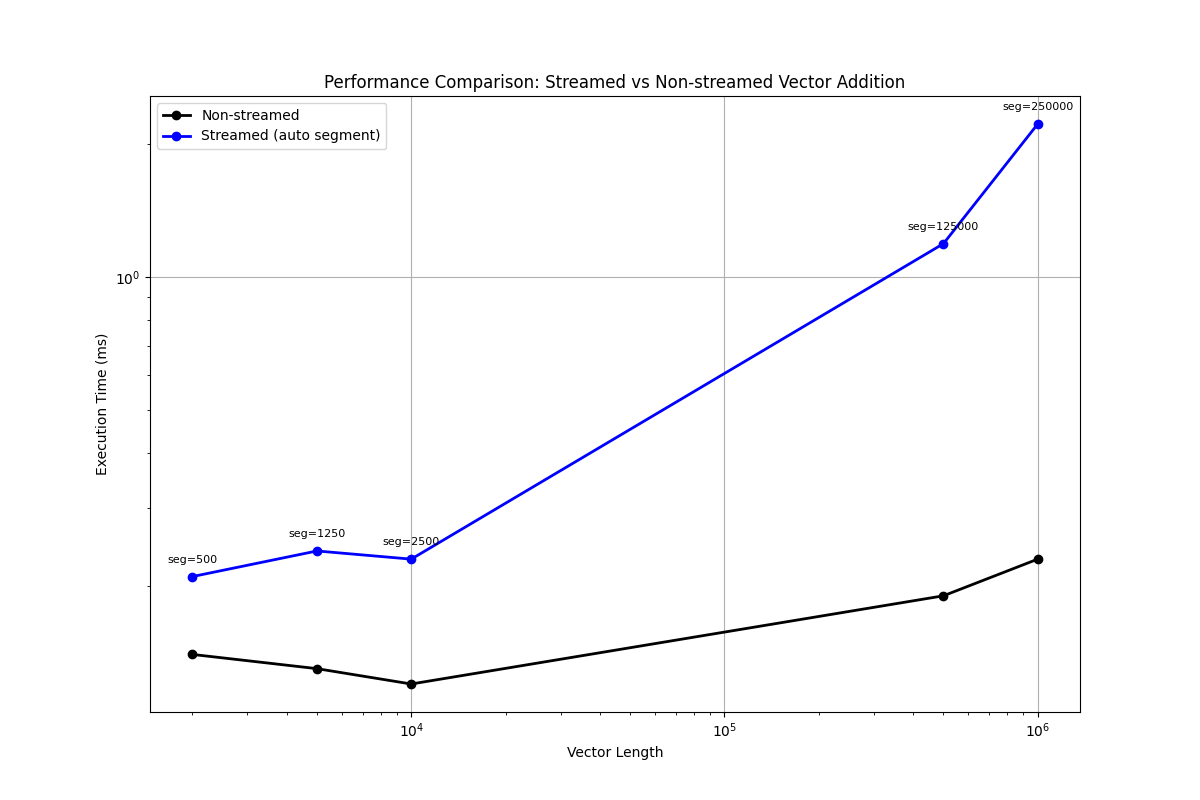 Performance Comparison: Streamed vs Non-streamed Vector Addition
Non-streamed
Streamed (auto segment)
seg=250000
seg=125000
10⁰
Execution Time (ms)
seg=1250
seg=2500
seg=500
10⁴
10⁵
10⁶
Vector Length